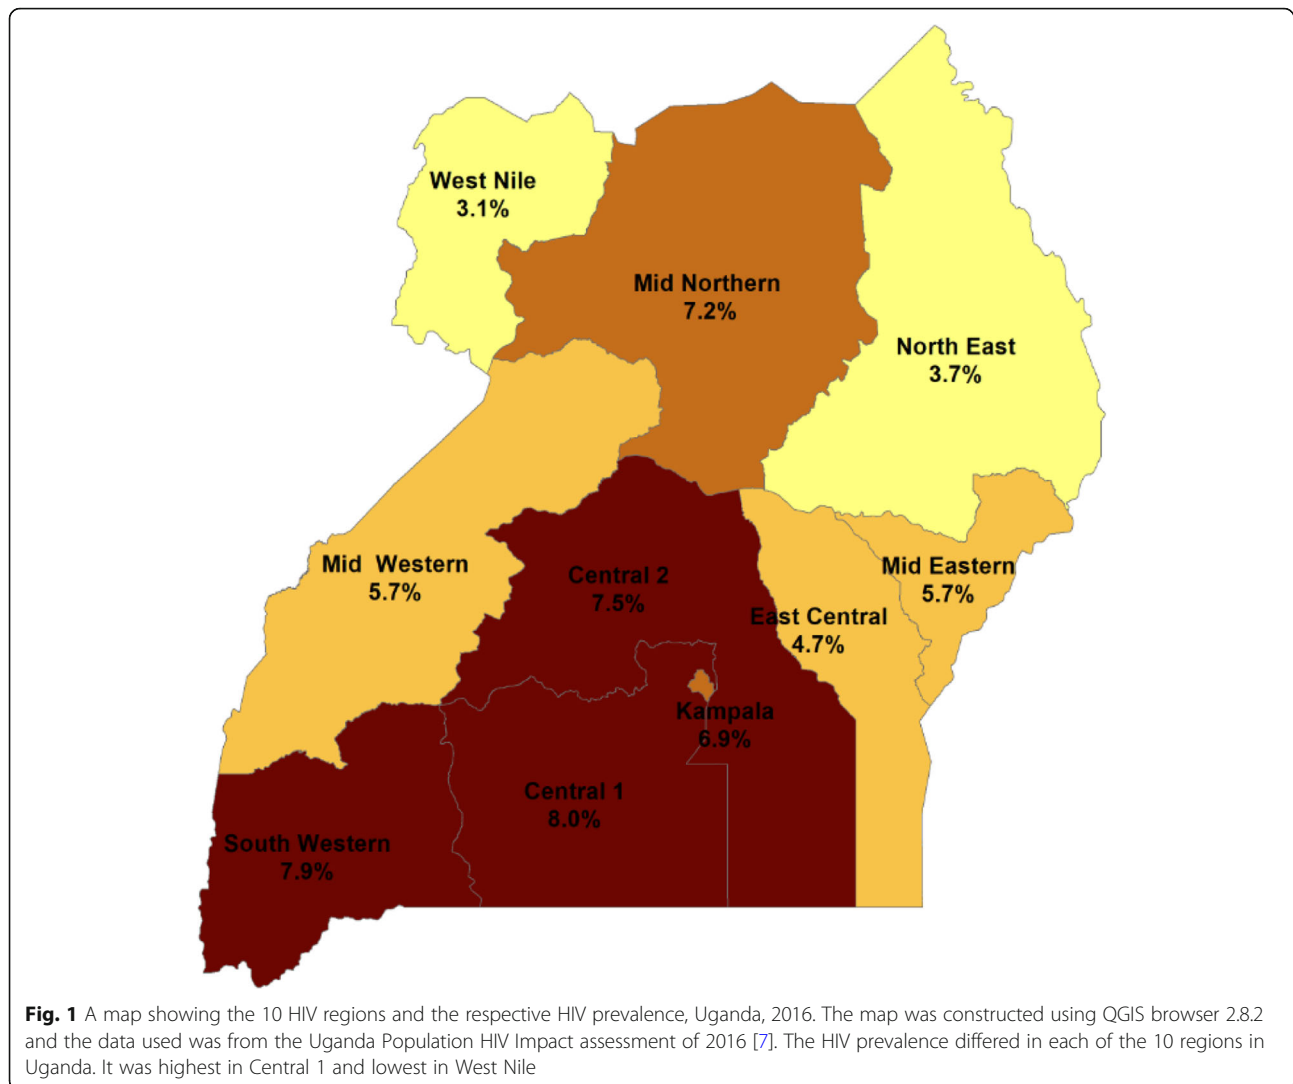 West Nile
3.1%
Mid Northern
7.2%
North East
3.7%
Mid  Western
5.7%
Central 2
7.5%
Mid Eastern
5.7%
East Central
4.7%
Kampala
6.9%
Central 1
8.0%
South Western
7.9%
Fig. 1 A map showing the 10 HIV regions and the respective HIV prevalence, Uganda, 2016. The map was constructed using QGIS browser 2.8.2
and the data used was from the Uganda Population HIV Impact assessment of 2016 [7]. The HIV prevalence differed in each of the 10 regions in
Uganda. It was highest in Central 1 and lowest in West Nile